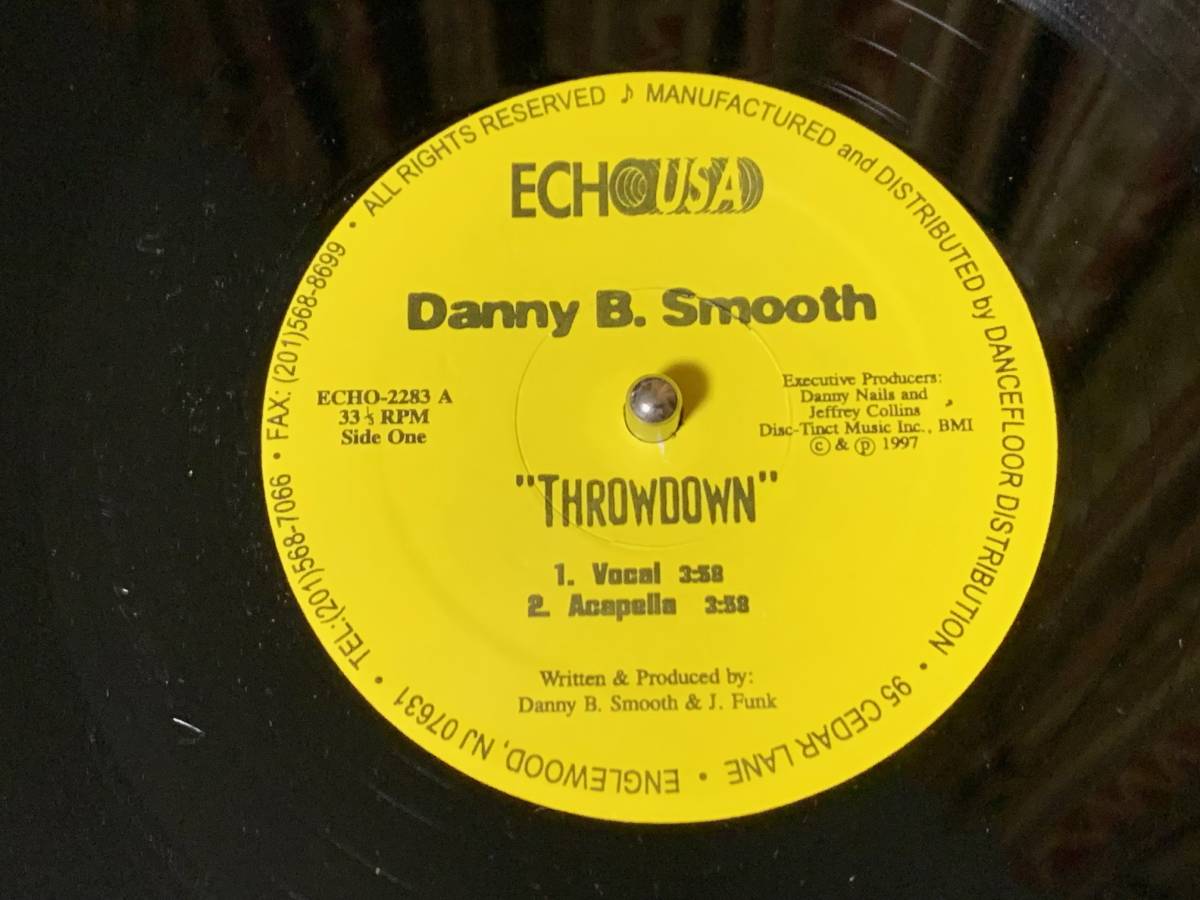 ALL RIGHTS RESERVED ♪ MANUFACTURED and DISTRIBUTED by DANCEFLOOR DISTRIBUTION • 95 CEDAR LANE • ENGLEWOOD, NJ 07631 • TEL:(201)568-7066 • FAX: (201)568-8699 •
ECHO USA
Danny B. Smooth
ECHO-2283 A
33 1/3 RPM
Side One
Executive Producers:
Danny Nails and
Jeffrey Collins
Disc-Tinct Music Inc., BMI
© & ℗ 1997
"THROWDOWN"
1. Vocal 3:58
2. Acapella 3:58
Written & Produced by:
Danny B. Smooth & J. Funk